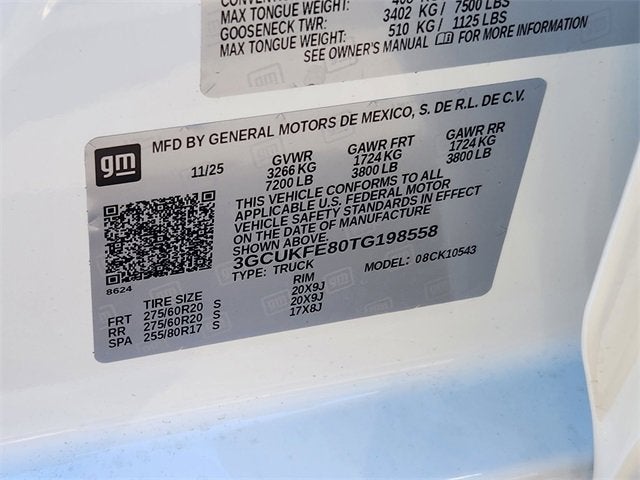 MAX TONGUE WEIGHT: 3402 KG / 7500 LBS
GOOSENECK TWR: 510 KG / 1125 LBS
MAX TONGUE WEIGHT:
SEE OWNER'S MANUAL FOR MORE INFORMATION
gm
MFD BY GENERAL MOTORS DE MEXICO, S. DE R.L. DE C.V.
11/25 GVWR GAWR FRT GAWR RR
3266 KG 1724 KG 1724 KG
7200 LB 3800 LB 3800 LB
THIS VEHICLE CONFORMS TO ALL
APPLICABLE U.S. FEDERAL MOTOR
VEHICLE SAFETY STANDARDS IN EFFECT
ON THE DATE OF MANUFACTURE
SHOWN ABOVE.
3GCUKFE80TG198558
TYPE: TRUCK MODEL: 08CK10543
8624
TIRE SIZE RIM
FRT 275/60R20 S 20X9J
RR 275/60R20 S 20X9J
SPA 255/80R17 S 17X8J